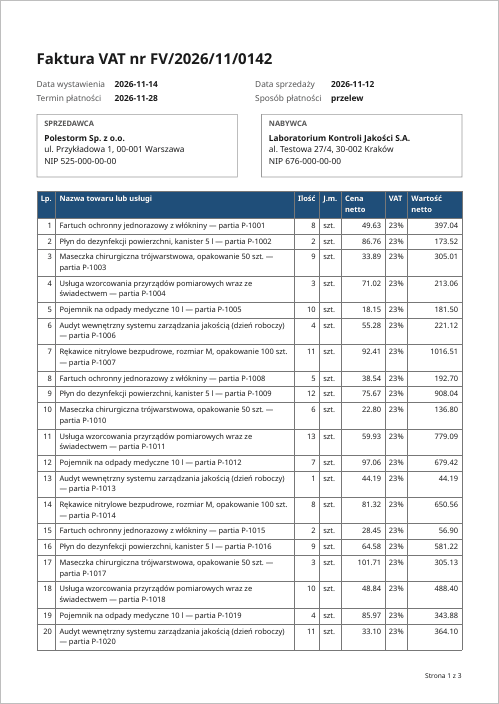 Faktura VAT nr FV/2026/11/0142
Data wystawienia 2026-11-14 Data sprzedaży 2026-11-12
Termin płatności 2026-11-28 Sposób płatności przelew
SPRZEDAWCA
Polestorm Sp. z o.o.
ul. Przykładowa 1, 00-001 Warszawa
NIP 525-000-00-00
NABYWCA
Laboratorium Kontroli Jakości S.A.
al. Testowa 27/4, 30-002 Kraków
NIP 676-000-00-00
Lp. Nazwa towaru lub usługi Ilość J.m. Cena netto VAT Wartość netto
1 Fartuch ochronny jednorazowy z włókniny — partia P-1001 8 szt. 49.63 23% 397.04
2 Płyn do dezynfekcji powierzchni, kanister 5 l — partia P-1002 2 szt. 86.76 23% 173.52
3 Maseczka chirurgiczna trójwarstwowa, opakowanie 50 szt. — 9 szt. 33.89 23% 305.01
partia P-1003
4 Usługa wzorcowania przyrządów pomiarowych wraz ze 3 szt. 71.02 23% 213.06
świadectwem — partia P-1004
5 Pojemnik na odpady medyczne 10 l — partia P-1005 10 szt. 18.15 23% 181.50
6 Audyt wewnętrzny systemu zarządzania jakością (dzień roboczy) 4 szt. 55.28 23% 221.12
— partia P-1006
7 Rękawice nitrylowe bezpudrowe, rozmiar M, opakowanie 100 szt. 11 szt. 92.41 23% 1016.51
— partia P-1007
8 Fartuch ochronny jednorazowy z włókniny — partia P-1008 5 szt. 38.54 23% 192.70
9 Płyn do dezynfekcji powierzchni, kanister 5 l — partia P-1009 12 szt. 75.67 23% 908.04
10 Maseczka chirurgiczna trójwarstwowa, opakowanie 50 szt. — 6 szt. 22.80 23% 136.80
partia P-1010
11 Usługa wzorcowania przyrządów pomiarowych wraz ze 13 szt. 59.93 23% 779.09
świadectwem — partia P-1011
12 Pojemnik na odpady medyczne 10 l — partia P-1012 7 szt. 97.06 23% 679.42
13 Audyt wewnętrzny systemu zarządzania jakością (dzień roboczy) 1 szt. 44.19 23% 44.19
— partia P-1013
14 Rękawice nitrylowe bezpudrowe, rozmiar M, opakowanie 100 szt. 8 szt. 81.32 23% 650.56
— partia P-1014
15 Fartuch ochronny jednorazowy z włókniny — partia P-1015 2 szt. 28.45 23% 56.90
16 Płyn do dezynfekcji powierzchni, kanister 5 l — partia P-1016 9 szt. 64.58 23% 581.22
17 Maseczka chirurgiczna trójwarstwowa, opakowanie 50 szt. — 3 szt. 101.71 23% 305.13
partia P-1017
18 Usługa wzorcowania przyrządów pomiarowych wraz ze 10 szt. 48.84 23% 488.40
świadectwem — partia P-1018
19 Pojemnik na odpady medyczne 10 l — partia P-1019 4 szt. 85.97 23% 343.88
20 Audyt wewnętrzny systemu zarządzania jakością (dzień roboczy) 11 szt. 33.10 23% 364.10
— partia P-1020
Strona 1 z 3